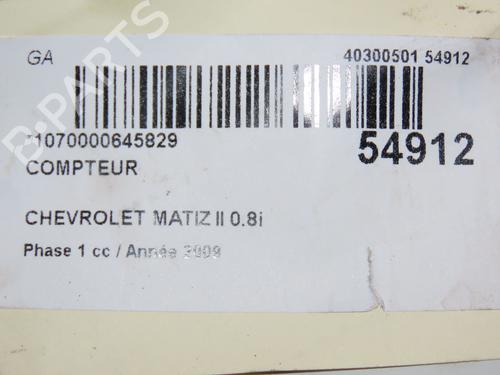 GA
40300501 54912
*1070000645829
54912
COMPTEUR
CHEVROLET MATIZ II 0.8i
Phase 1 cc / Année 2009
B-PARTS